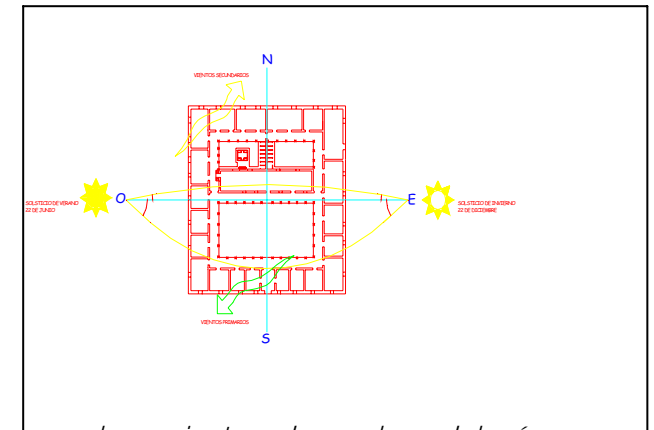 N
VIENTOS SECUNDARIOS
SOLSTICIO DE VERANO
22 DE JUNIO
O
E
SOLSTICIO DE INVIERNO
22 DE DICIEMBRE
VIENTOS PRIMARIOS
S